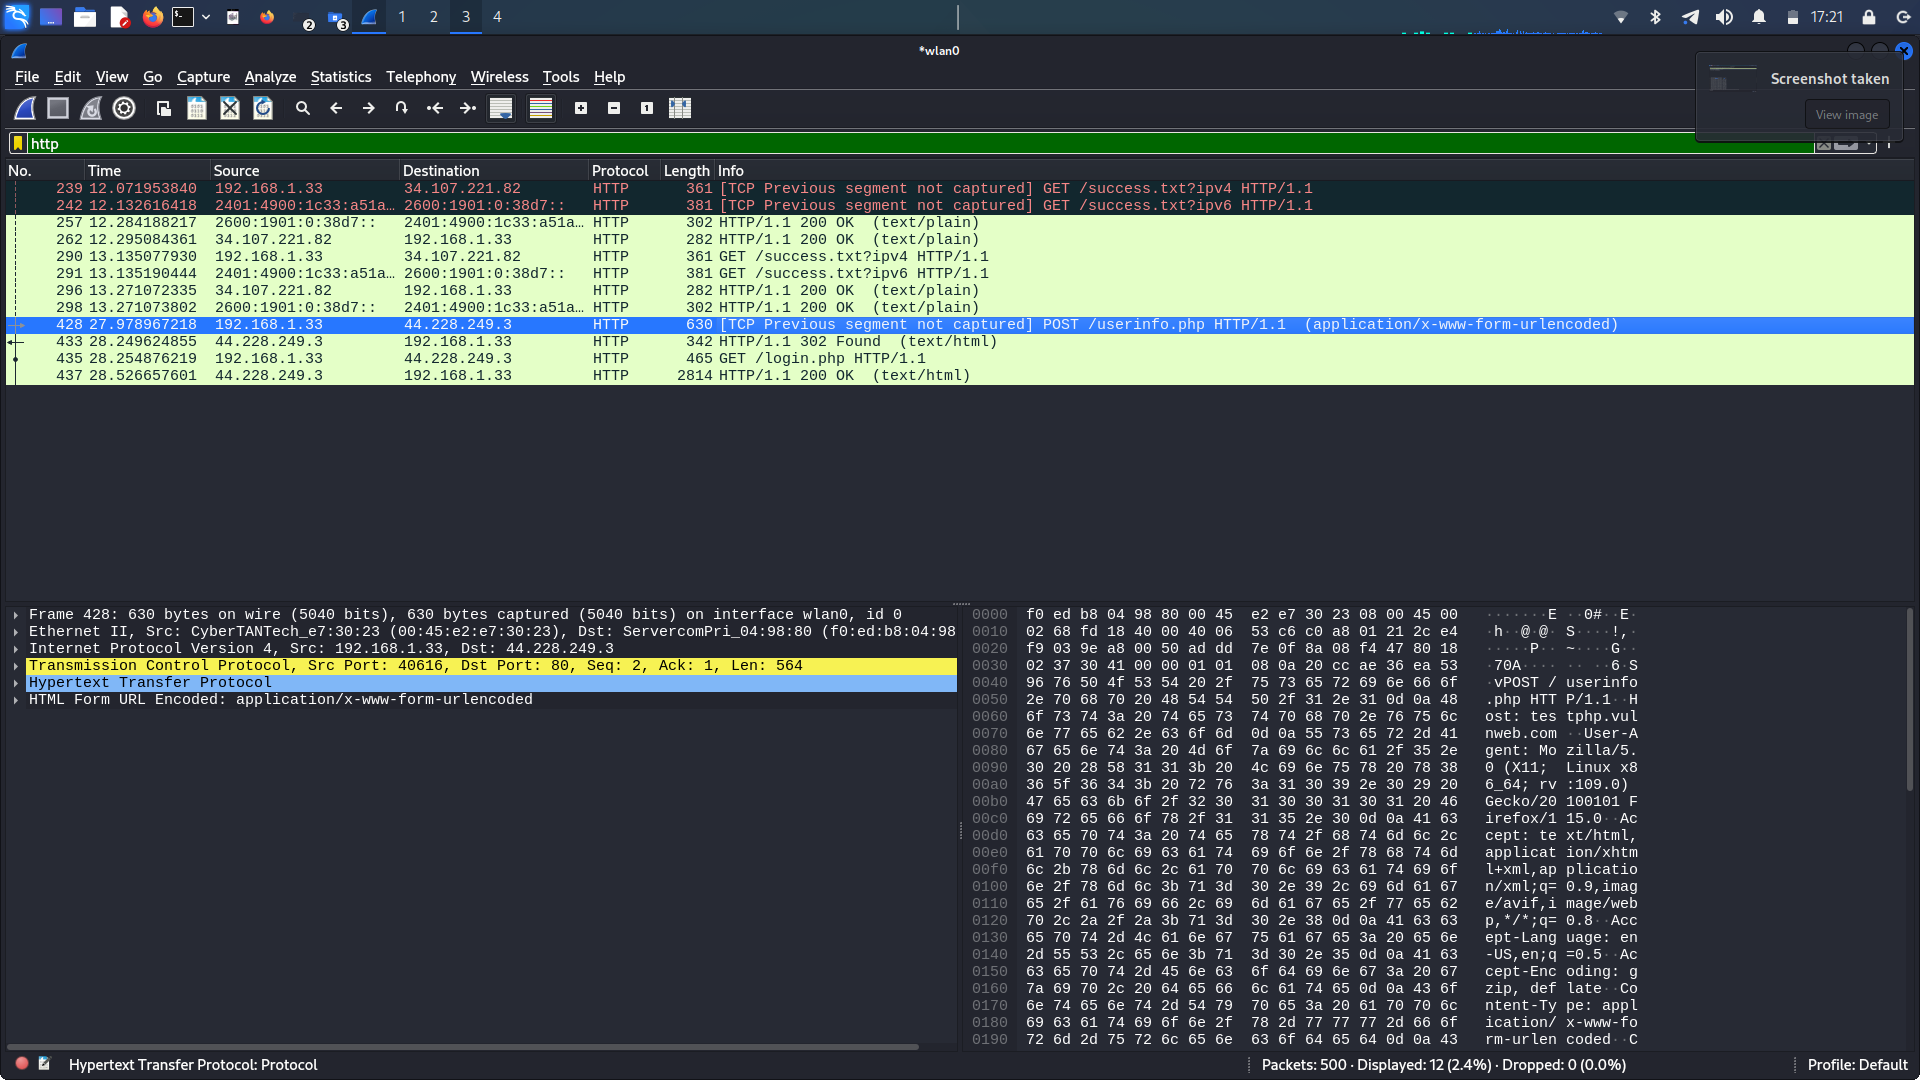 2
3
1
2
3
4
17:21
*wlan0
File Edit View Go Capture Analyze Statistics Telephony Wireless Tools Help
Screenshot taken
View image
http
No. Time Source Destination Protocol Length Info
239 12.071953840 192.168.1.33 34.107.221.82 HTTP 361 [TCP Previous segment not captured] GET /success.txt?ipv4 HTTP/1.1
242 12.132616418 2401:4900:1c33:a51a… 2600:1901:0:38d7:: HTTP 381 [TCP Previous segment not captured] GET /success.txt?ipv6 HTTP/1.1
257 12.284188217 2600:1901:0:38d7:: 2401:4900:1c33:a51a… HTTP 302 HTTP/1.1 200 OK (text/plain)
262 12.295084361 34.107.221.82 192.168.1.33 HTTP 282 HTTP/1.1 200 OK (text/plain)
290 13.135077930 192.168.1.33 34.107.221.82 HTTP 361 GET /success.txt?ipv4 HTTP/1.1
291 13.135190444 2401:4900:1c33:a51a… 2600:1901:0:38d7:: HTTP 381 GET /success.txt?ipv6 HTTP/1.1
296 13.271072335 34.107.221.82 192.168.1.33 HTTP 282 HTTP/1.1 200 OK (text/plain)
298 13.271073802 2600:1901:0:38d7:: 2401:4900:1c33:a51a… HTTP 302 HTTP/1.1 200 OK (text/plain)
428 27.978967218 192.168.1.33 44.228.249.3 HTTP 630 [TCP Previous segment not captured] POST /userinfo.php HTTP/1.1 (application/x-www-form-urlencoded)
433 28.249624855 44.228.249.3 192.168.1.33 HTTP 342 HTTP/1.1 302 Found (text/html)
435 28.254876219 192.168.1.33 44.228.249.3 HTTP 465 GET /login.php HTTP/1.1
437 28.526657601 44.228.249.3 192.168.1.33 HTTP 2814 HTTP/1.1 200 OK (text/html)
Frame 428: 630 bytes on wire (5040 bits), 630 bytes captured (5040 bits) on interface wlan0, id 0
Ethernet II, Src: CyberTANTech_e7:30:23 (00:45:e2:e7:30:23), Dst: ServercomPri_04:98:80 (f0:ed:b8:04:98
Internet Protocol Version 4, Src: 192.168.1.33, Dst: 44.228.249.3
Transmission Control Protocol, Src Port: 40616, Dst Port: 80, Seq: 2, Ack: 1, Len: 564
Hypertext Transfer Protocol
HTML Form URL Encoded: application/x-www-form-urlencoded
0000 f0 ed b8 04 98 80 00 45 e2 e7 30 23 08 00 45 00 ·······E ··0#··E·
0010 02 68 fd 18 40 00 40 06 53 c6 c0 a8 01 21 2c e4 ·h··@·@· S····!,·
0020 f9 03 9e a8 00 50 ad dd 7e 0f 8a 08 f4 47 80 18 ·····P·· ~····G··
0030 02 37 30 41 00 00 01 01 08 0a 20 cc ae 36 ea 53 ·70A···· ·· ··6·S
0040 96 76 50 4f 53 54 20 2f 75 73 65 72 69 6e 66 6f ·vPOST / userinfo
0050 2e 70 68 70 20 48 54 54 50 2f 31 2e 31 0d 0a 48 .php HTT P/1.1··H
0060 6f 73 74 3a 20 74 65 73 74 70 68 70 2e 76 75 6c ost: tes tphp.vul
0070 6e 77 65 62 2e 63 6f 6d 0d 0a 55 73 65 72 2d 41 nweb.com ··User-A
0080 67 65 6e 74 3a 20 4d 6f 7a 69 6c 6c 61 2f 35 2e gent: Mo zilla/5.
0090 30 20 28 58 31 31 3b 20 4c 69 6e 75 78 20 78 38 0 (X11; Linux x8
00a0 36 5f 36 34 3b 20 72 76 3a 31 30 39 2e 30 29 20 6_64; rv :109.0)
00b0 47 65 63 6b 6f 2f 32 30 31 30 30 31 30 31 20 46 Gecko/20 100101 F
00c0 69 72 65 66 6f 78 2f 31 31 35 2e 30 0d 0a 41 63 irefox/1 15.0··Ac
00d0 63 65 70 74 3a 20 74 65 78 74 2f 68 74 6d 6c 2c cept: te xt/html,
00e0 61 70 70 6c 69 63 61 74 69 6f 6e 2f 78 68 74 6d applicat ion/xhtm
00f0 6c 2b 78 6d 6c 2c 61 70 70 6c 69 63 61 74 69 6f l+xml,ap plicatio
0100 6e 2f 78 6d 6c 3b 71 3d 30 2e 39 2c 69 6d 61 67 n/xml;q= 0.9,imag
0110 65 2f 61 76 69 66 2c 69 6d 61 67 65 2f 77 65 62 e/avif,i mage/web
0120 70 2c 2a 2f 2a 3b 71 3d 30 2e 38 0d 0a 41 63 63 p,*/*;q= 0.8··Acc
0130 65 70 74 2d 4c 61 6e 67 75 61 67 65 3a 20 65 6e ept-Lang uage: en
0140 2d 55 53 2c 65 6e 3b 71 3d 30 2e 35 0d 0a 41 63 -US,en;q =0.5··Ac
0150 63 65 70 74 2d 45 6e 63 6f 64 69 6e 67 3a 20 67 cept-Enc oding: g
0160 7a 69 70 2c 20 64 65 66 6c 61 74 65 0d 0a 43 6f zip, def late··Co
0170 6e 74 65 6e 74 2d 54 79 70 65 3a 20 61 70 70 6c ntent-Ty pe: appl
0180 69 63 61 74 69 6f 6e 2f 78 2d 77 77 77 2d 66 6f ication/ x-www-fo
0190 72 6d 2d 75 72 6c 65 6e 63 6f 64 65 64 0d 0a 43 rm-urlen coded··C
Hypertext Transfer Protocol: Protocol
Packets: 500 · Displayed: 12 (2.4%) · Dropped: 0 (0.0%)
Profile: Default